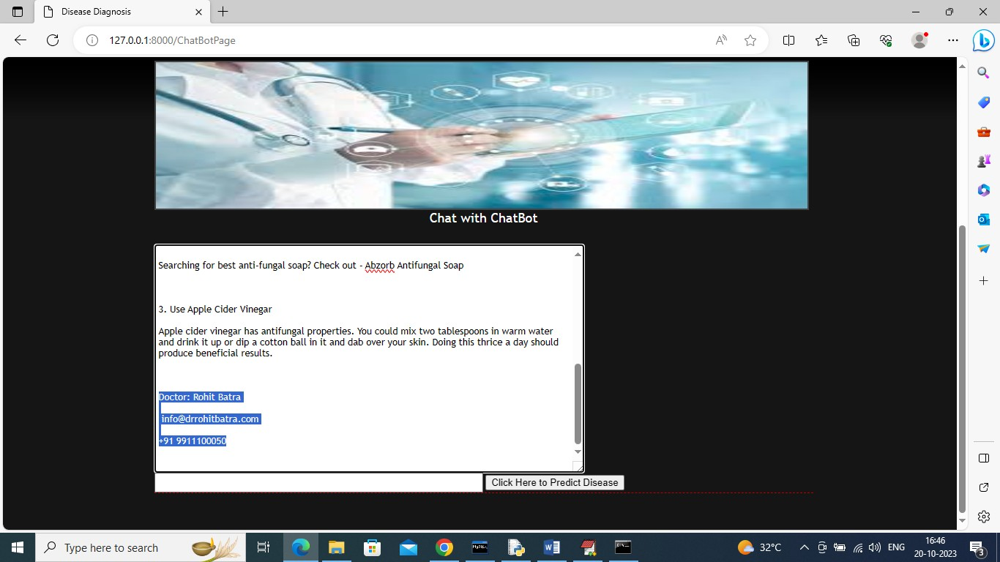 Disease Diagnosis
127.0.0.1:8000/ChatBotPage
Chat with ChatBot
Searching for best anti-fungal soap? Check out - Abzorb Antifungal Soap
3. Use Apple Cider Vinegar
Apple cider vinegar has antifungal properties. You could mix two tablespoons in warm water
and drink it up or dip a cotton ball in it and dab over your skin. Doing this thrice a day should
produce beneficial results.
Doctor: Rohit Batra
info@drrohitbatra.com
+91 9911100050
Click Here to Predict Disease
Type here to search
32°C
ENG
16:46
20-10-2023
3